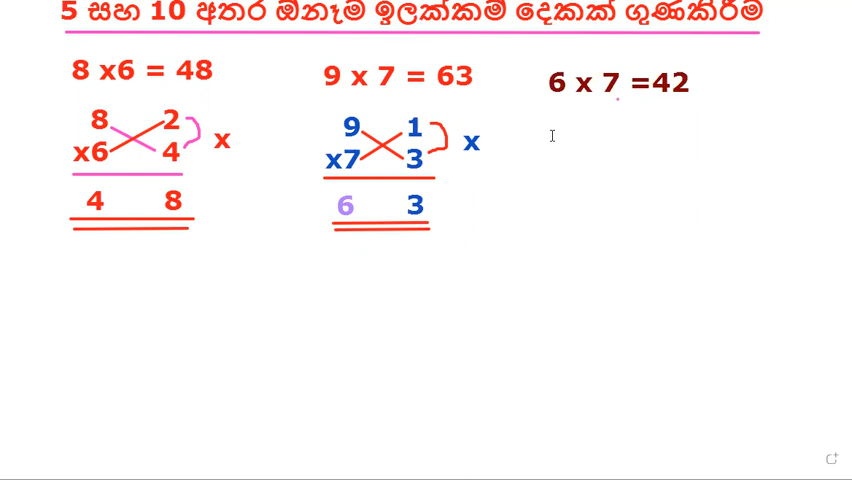 5 සහ 10 අතර ඕනෑම ඉලක්කම් දෙකක් ගුණකිරීම
8 x6 = 48
8 2
x6 4 x
4 8
9 x 7 = 63
9 1
x7 3 x
6 3
6 x 7 =42